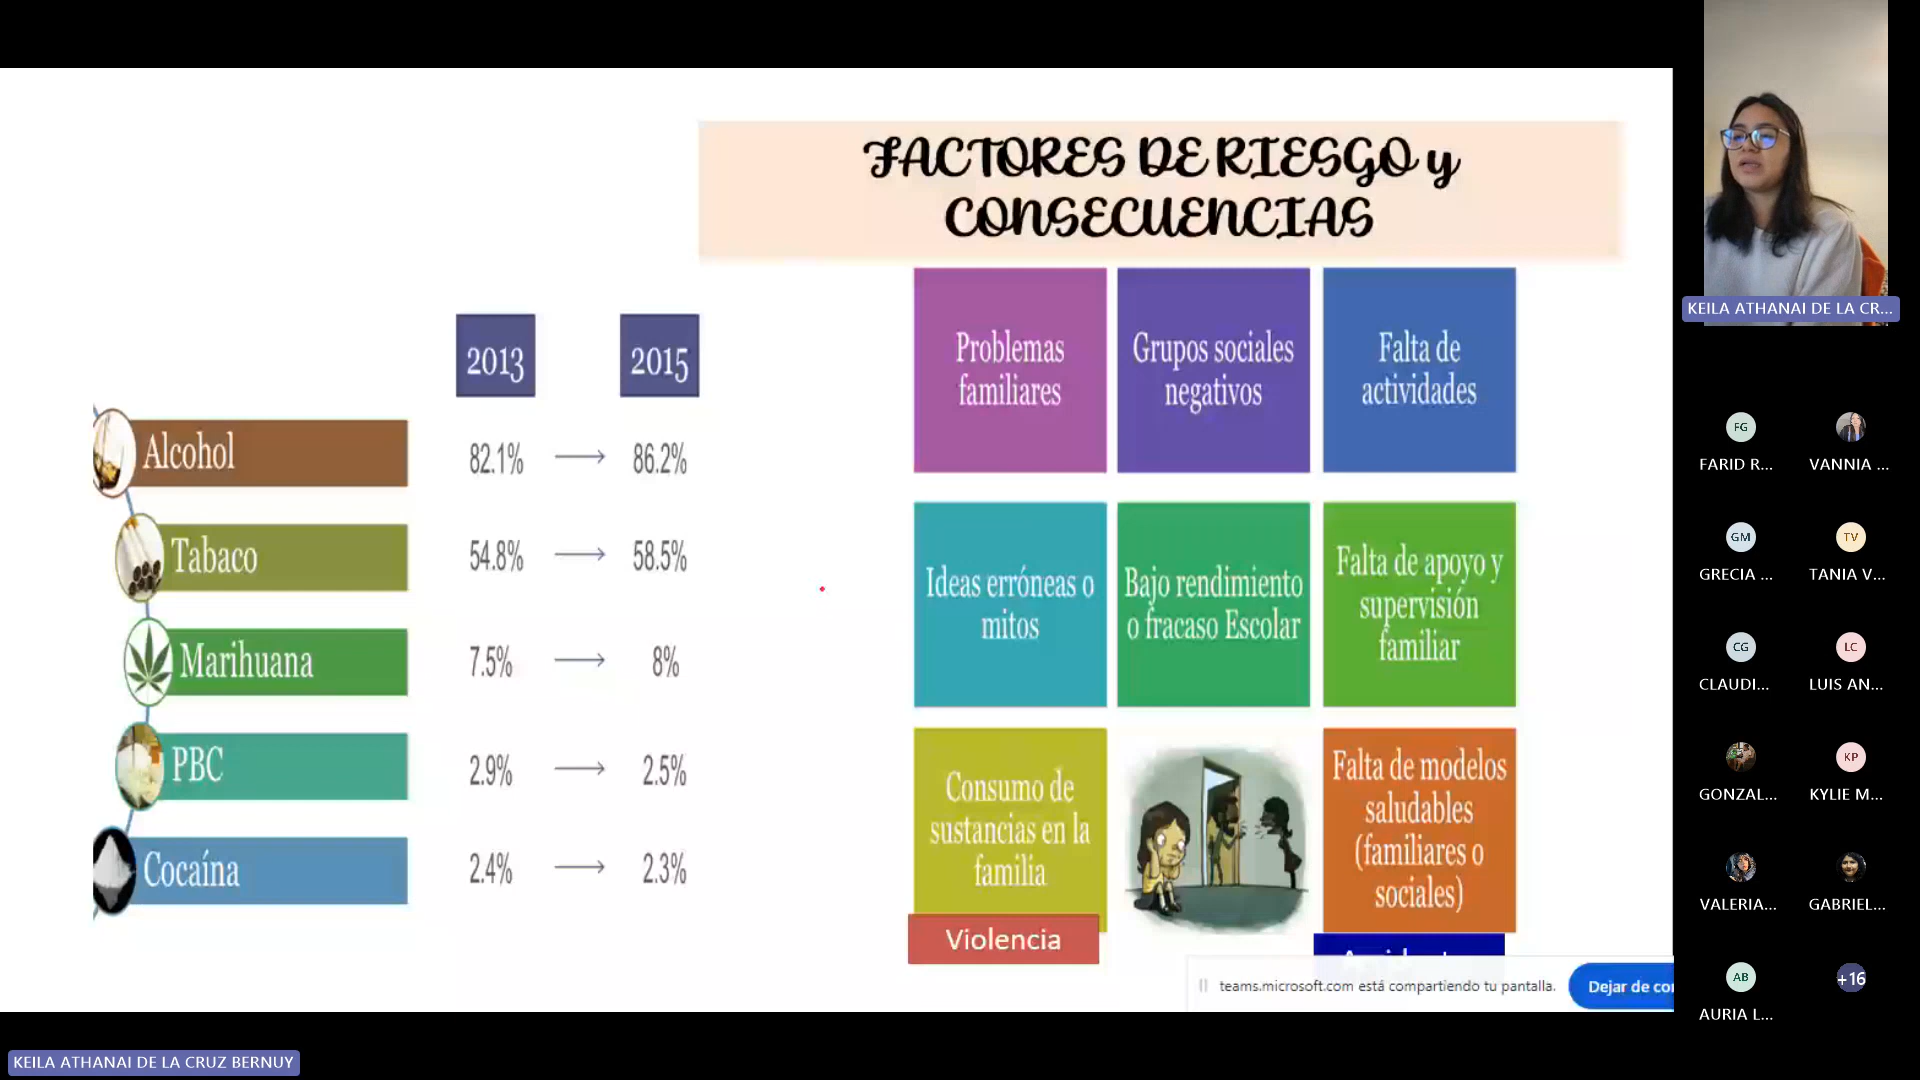 FACTORES DE RIESGO y
CONSECUENCIAS
2013
2015
Alcohol
82.1%
86.2%
Tabaco
54.8%
58.5%
Marihuana
7.5%
8%
PBC
2.9%
2.5%
Cocaína
2.4%
2.3%
Problemas
familiares
Grupos sociales
negativos
Falta de
actividades
Ideas erróneas o
mitos
Bajo rendimiento
o fracaso Escolar
Falta de apoyo y
supervisión
familiar
Consumo de
sustancias en la
familia
Falta de modelos
saludables
(familiares o
sociales)
Violencia
teams.microsoft.com está compartiendo tu pantalla.
Dejar de co
KEILA ATHANAI DE LA CR...
FG
FARID R...
VANNIA ...
GM
GRECIA ...
TV
TANIA V...
CG
CLAUDI...
LC
LUIS AN...
GONZAL...
KP
KYLIE M...
VALERIA...
GABRIEL...
AB
AURIA L...
+16
KEILA ATHANAI DE LA CRUZ BERNUY